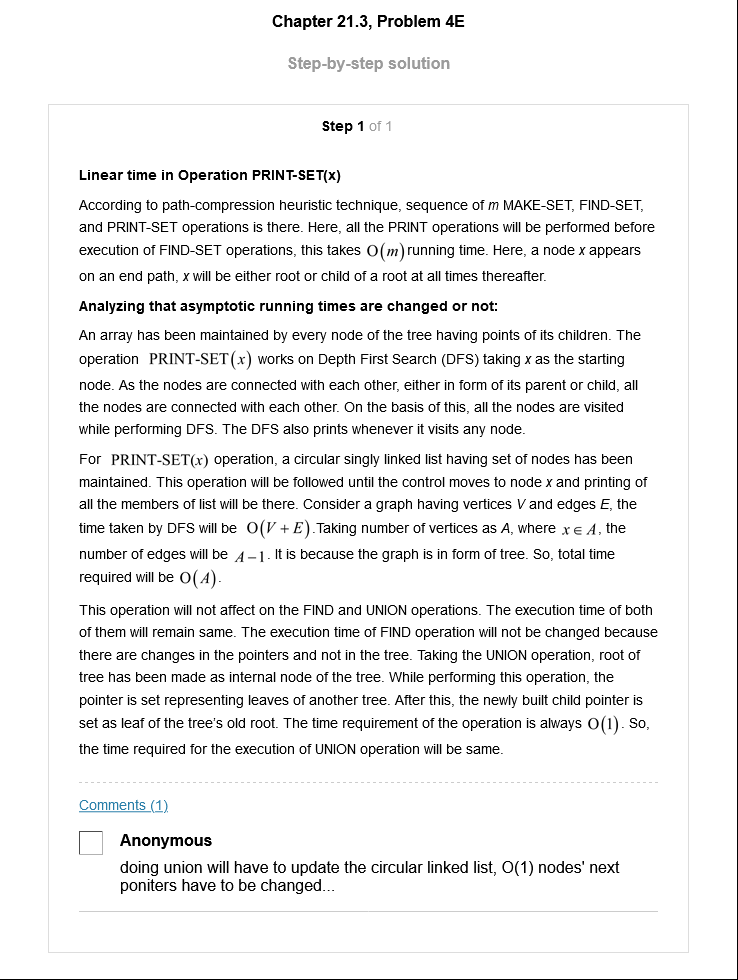 Chapter 21.3, Problem 4E
Step-by-step solution
Step 1 of 1
Linear time in Operation PRINT-SET(x)
According to path-compression heuristic technique, sequence of m MAKE-SET, FIND-SET,
and PRINT-SET operations is there. Here, all the PRINT operations will be performed before
execution of FIND-SET operations, this takes O(m) running time. Here, a node x appears
on an end path, x will be either root or child of a root at all times thereafter.
Analyzing that asymptotic running times are changed or not:
An array has been maintained by every node of the tree having points of its children. The
operation PRINT-SET(x) works on Depth First Search (DFS) taking x as the starting
node. As the nodes are connected with each other, either in form of its parent or child, all
the nodes are connected with each other. On the basis of this, all the nodes are visited
while performing DFS. The DFS also prints whenever it visits any node.
For PRINT-SET(x) operation, a circular singly linked list having set of nodes has been
maintained. This operation will be followed until the control moves to node x and printing of
all the members of list will be there. Consider a graph having vertices V and edges E, the
time taken by DFS will be O(V + E). Taking number of vertices as A, where x ∈ A, the
number of edges will be A − 1. It is because the graph is in form of tree. So, total time
required will be O(A).
This operation will not affect on the FIND and UNION operations. The execution time of both
of them will remain same. The execution time of FIND operation will not be changed because
there are changes in the pointers and not in the tree. Taking the UNION operation, root of
tree has been made as internal node of the tree. While performing this operation, the
pointer is set representing leaves of another tree. After this, the newly built child pointer is
set as leaf of the tree's old root. The time requirement of the operation is always O(1). So,
the time required for the execution of UNION operation will be same.
Comments (1)
Anonymous
doing union will have to update the circular linked list, O(1) nodes' next
poniters have to be changed...